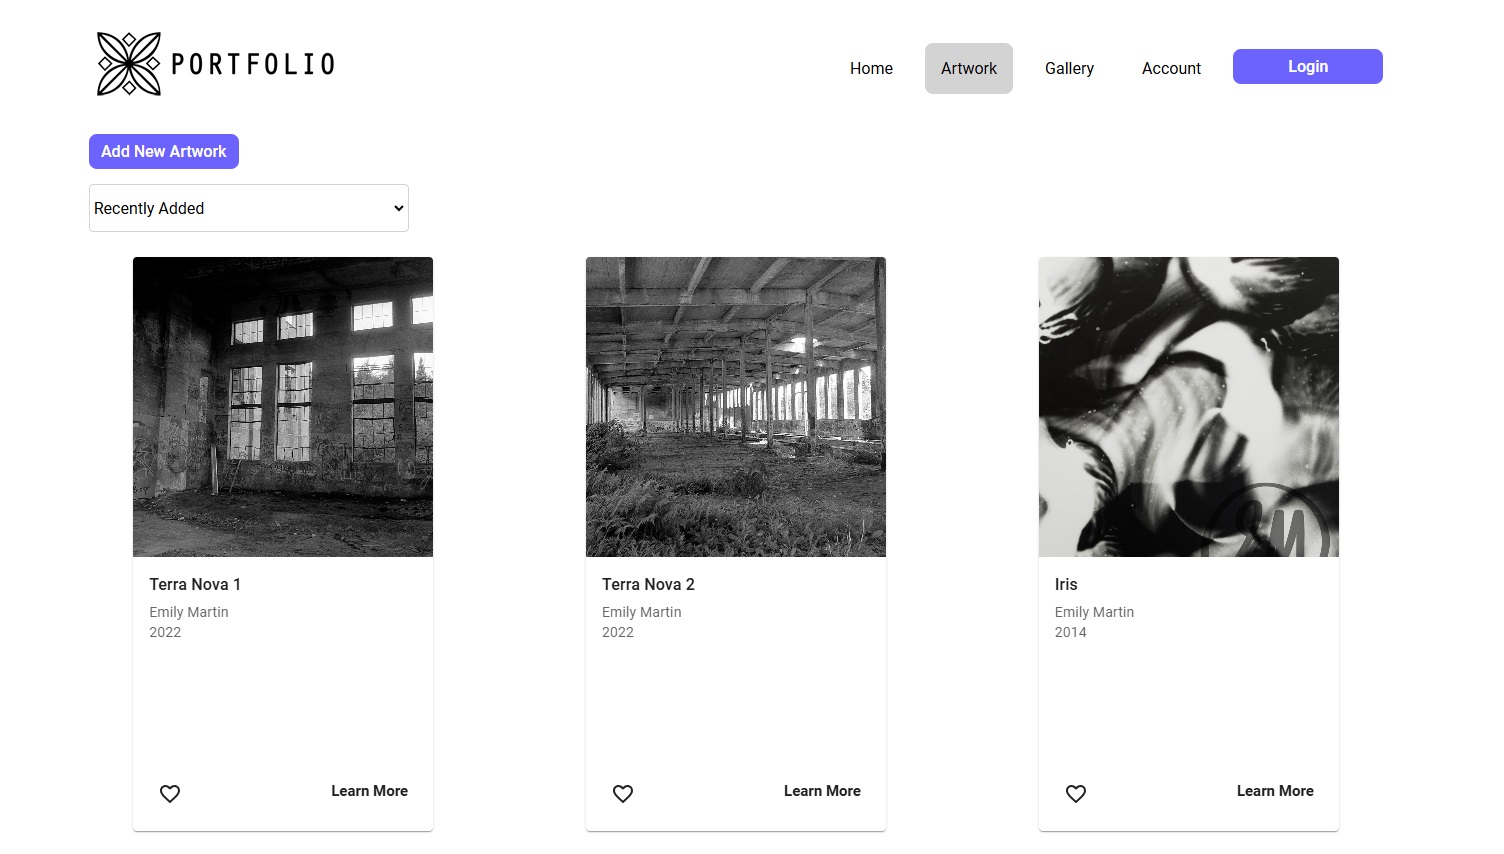 PORTFOLIO
Home
Artwork
Gallery
Account
Login
Add New Artwork
Recently Added
Terra Nova 1
Emily Martin
2022
Learn More
Terra Nova 2
Emily Martin
2022
Learn More
Iris
Emily Martin
2014
Learn More